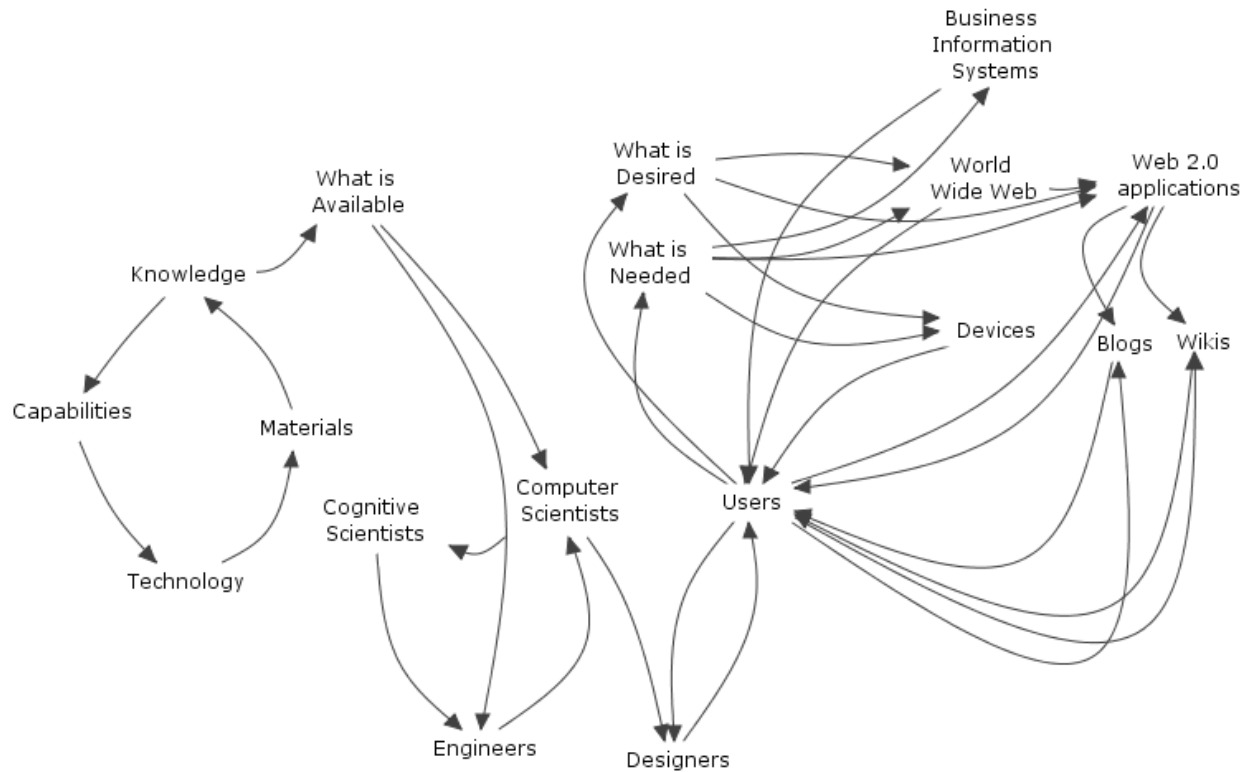 Business
Information
Systems
What is
Desired
World
Wide Web
Web 2.0
applications
What is
Available
What is
Needed
Knowledge
Devices
Blogs
Wikis
Capabilities
Materials
Cognitive
Scientists
Computer
Scientists
Users
Technology
Engineers
Designers